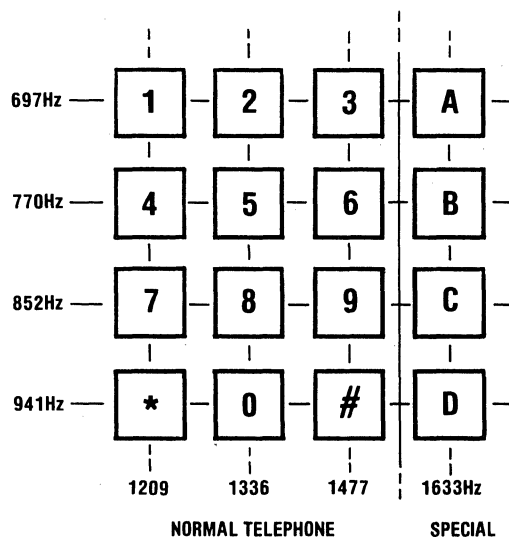 697Hz 1 2 3 A
770Hz 4 5 6 B
852Hz 7 8 9 C
941Hz * 0 # D
1209 1336 1477 1633Hz
NORMAL TELEPHONE SPECIAL